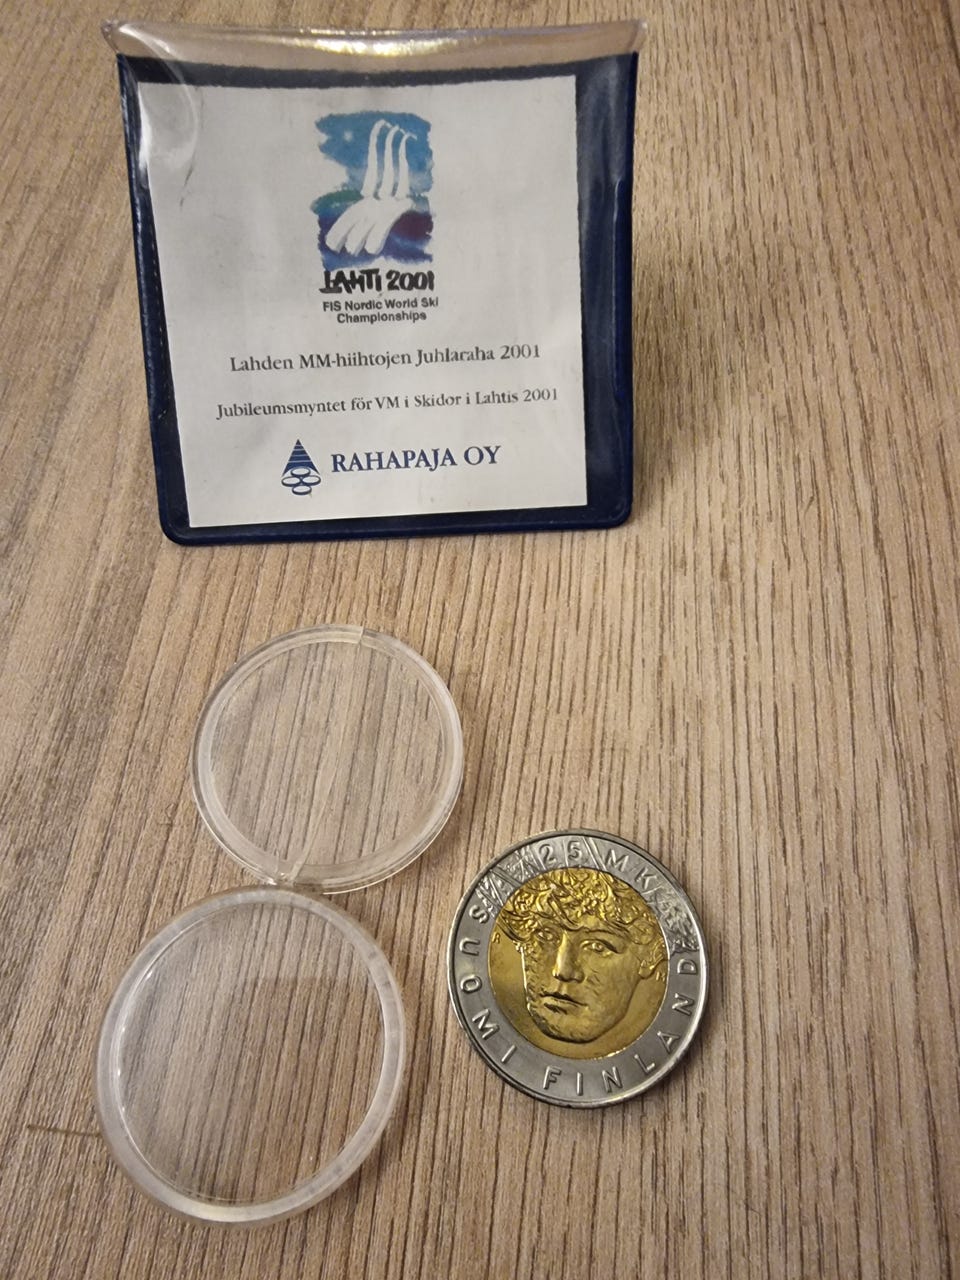 LAHTI 2001
FIS Nordic World Ski
Championships
Lahden MM-hiihtojen Juhlaraha 2001
Jubileumsmyntet för VM i Skidor i Lahtis 2001
RAHAPAJA OY
25 MK
SUOMI FINLAND